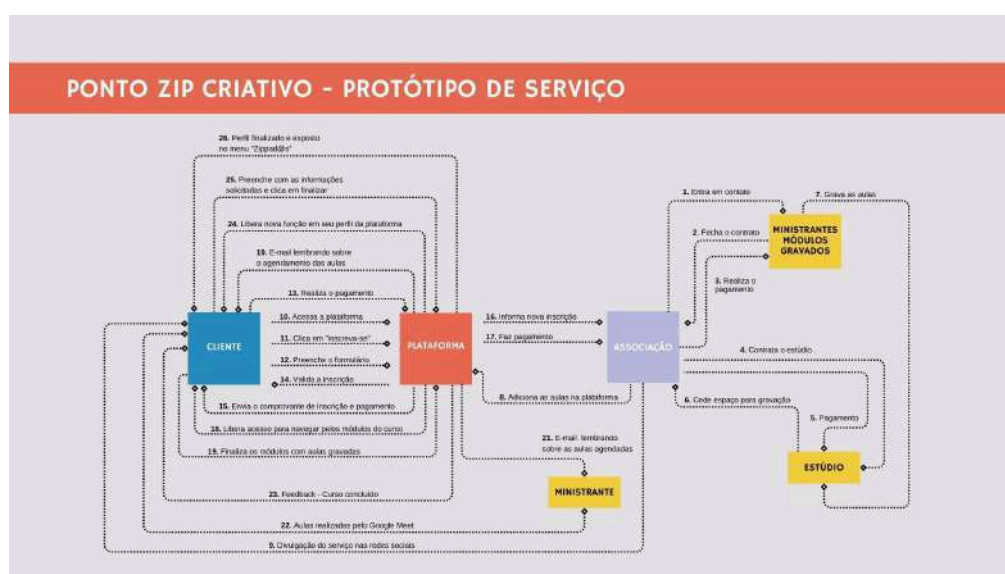 PONTO ZIP CRIATIVO - PROTÓTIPO DE SERVIÇO
26. Perfil finalizado e exposto
no menu "Zippad@s"
25. Preenche com as informações
solicitadas e clica em finalizar
24. Libera nova função em seu perfil da plataforma
19. E-mail lembrando sobre
o agendamento das aulas
13. Realiza o pagamento
10. Acessa a plataforma
11. Clica em "inscreva-se"
12. Preenche o formulário
14. Valida a inscrição
CLIENTE
PLATAFORMA
15. Envia o comprovante de inscrição e pagamento
18. Libera acesso para navegar pelos módulos do curso
19. Finaliza os módulos com aulas gravadas
23. Feedback - Curso concluído
22. Aulas realizadas pelo Google Meet
9. Divulgação do serviço nas redes sociais
16. Informa nova inscrição
17. Faz pagamento
ASSOCIAÇÃO
8. Adiciona as aulas na plataforma
21. E-mail lembrando
sobre as aulas agendadas
MINISTRANTE
1. Entra em contato
7. Grava as aulas
2. Fecha o contrato
MINISTRANTES
MÓDULOS
GRAVADOS
3. Realiza o
pagamento
4. Contrata o estúdio
6. Cede espaço para gravação
5. Pagamento
ESTÚDIO